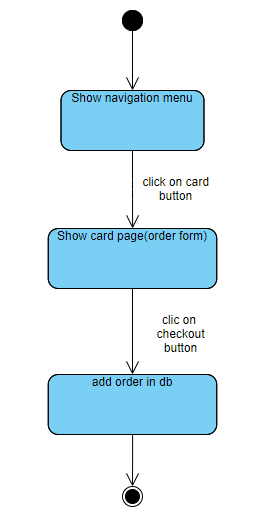 Show navigation menu
click on card
button
Show card page(order form)
clic on
checkout
button
add order in db